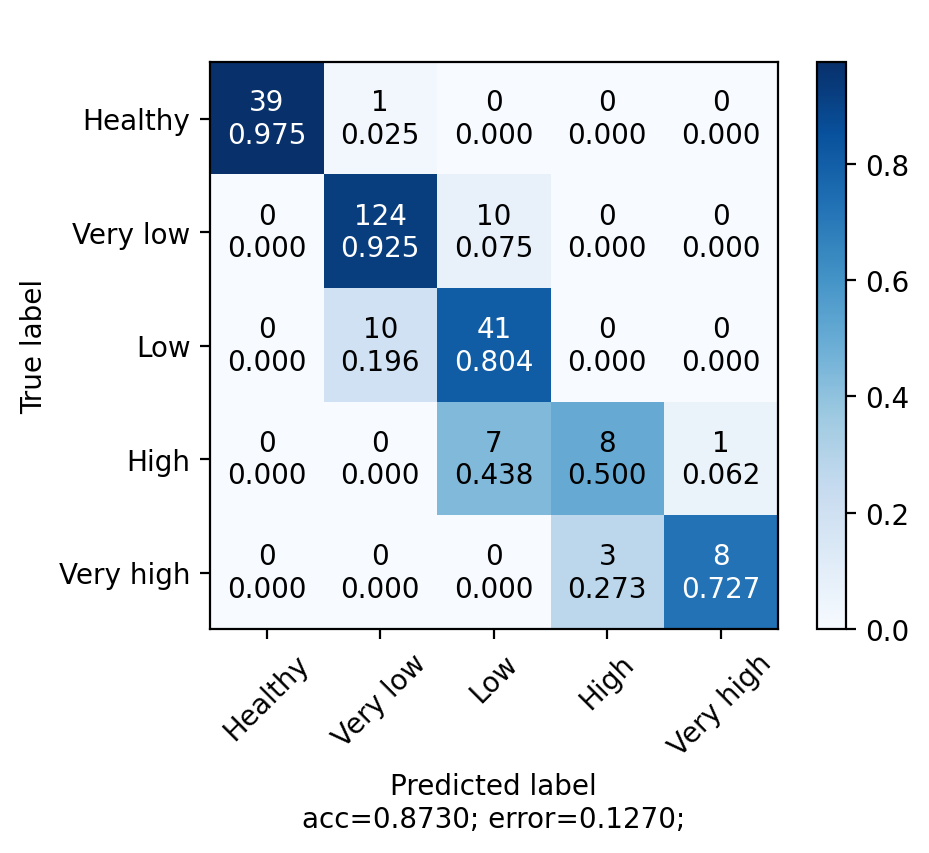 Healthy
39 1 0 0 0
0.975 0.025 0.000 0.000 0.000
Very low
0 124 10 0 0
0.000 0.925 0.075 0.000 0.000
Low
0 10 41 0 0
0.000 0.196 0.804 0.000 0.000
High
0 0 7 8 1
0.000 0.000 0.438 0.500 0.062
Very high
0 0 0 3 8
0.000 0.000 0.000 0.273 0.727
True label
Healthy Very low Low High Very high
Predicted label
acc=0.8730; error=0.1270;
0.8
0.6
0.4
0.2
0.0